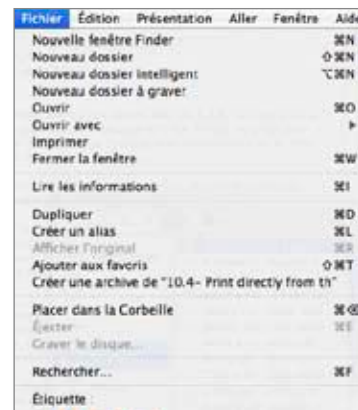 Fichier Édition Présentation Aller Fenêtre Aide
Nouvelle fenêtre Finder ⌘N
Nouveau dossier ⇧⌘N
Nouveau dossier intelligent ⌥⌘N
Nouveau dossier à graver
Ouvrir ⌘O
Ouvrir avec ▶
Imprimer
Fermer la fenêtre ⌘W
Lire les informations ⌘I
Dupliquer ⌘D
Créer un alias ⌘L
Afficher l'original ⌘R
Ajouter aux favoris ⇧⌘T
Créer une archive de "10.4- Print directly from th"
Placer dans la Corbeille ⌘⌫
Éjecter ⌘E
Graver le disque...
Rechercher... ⌘F
Étiquette :